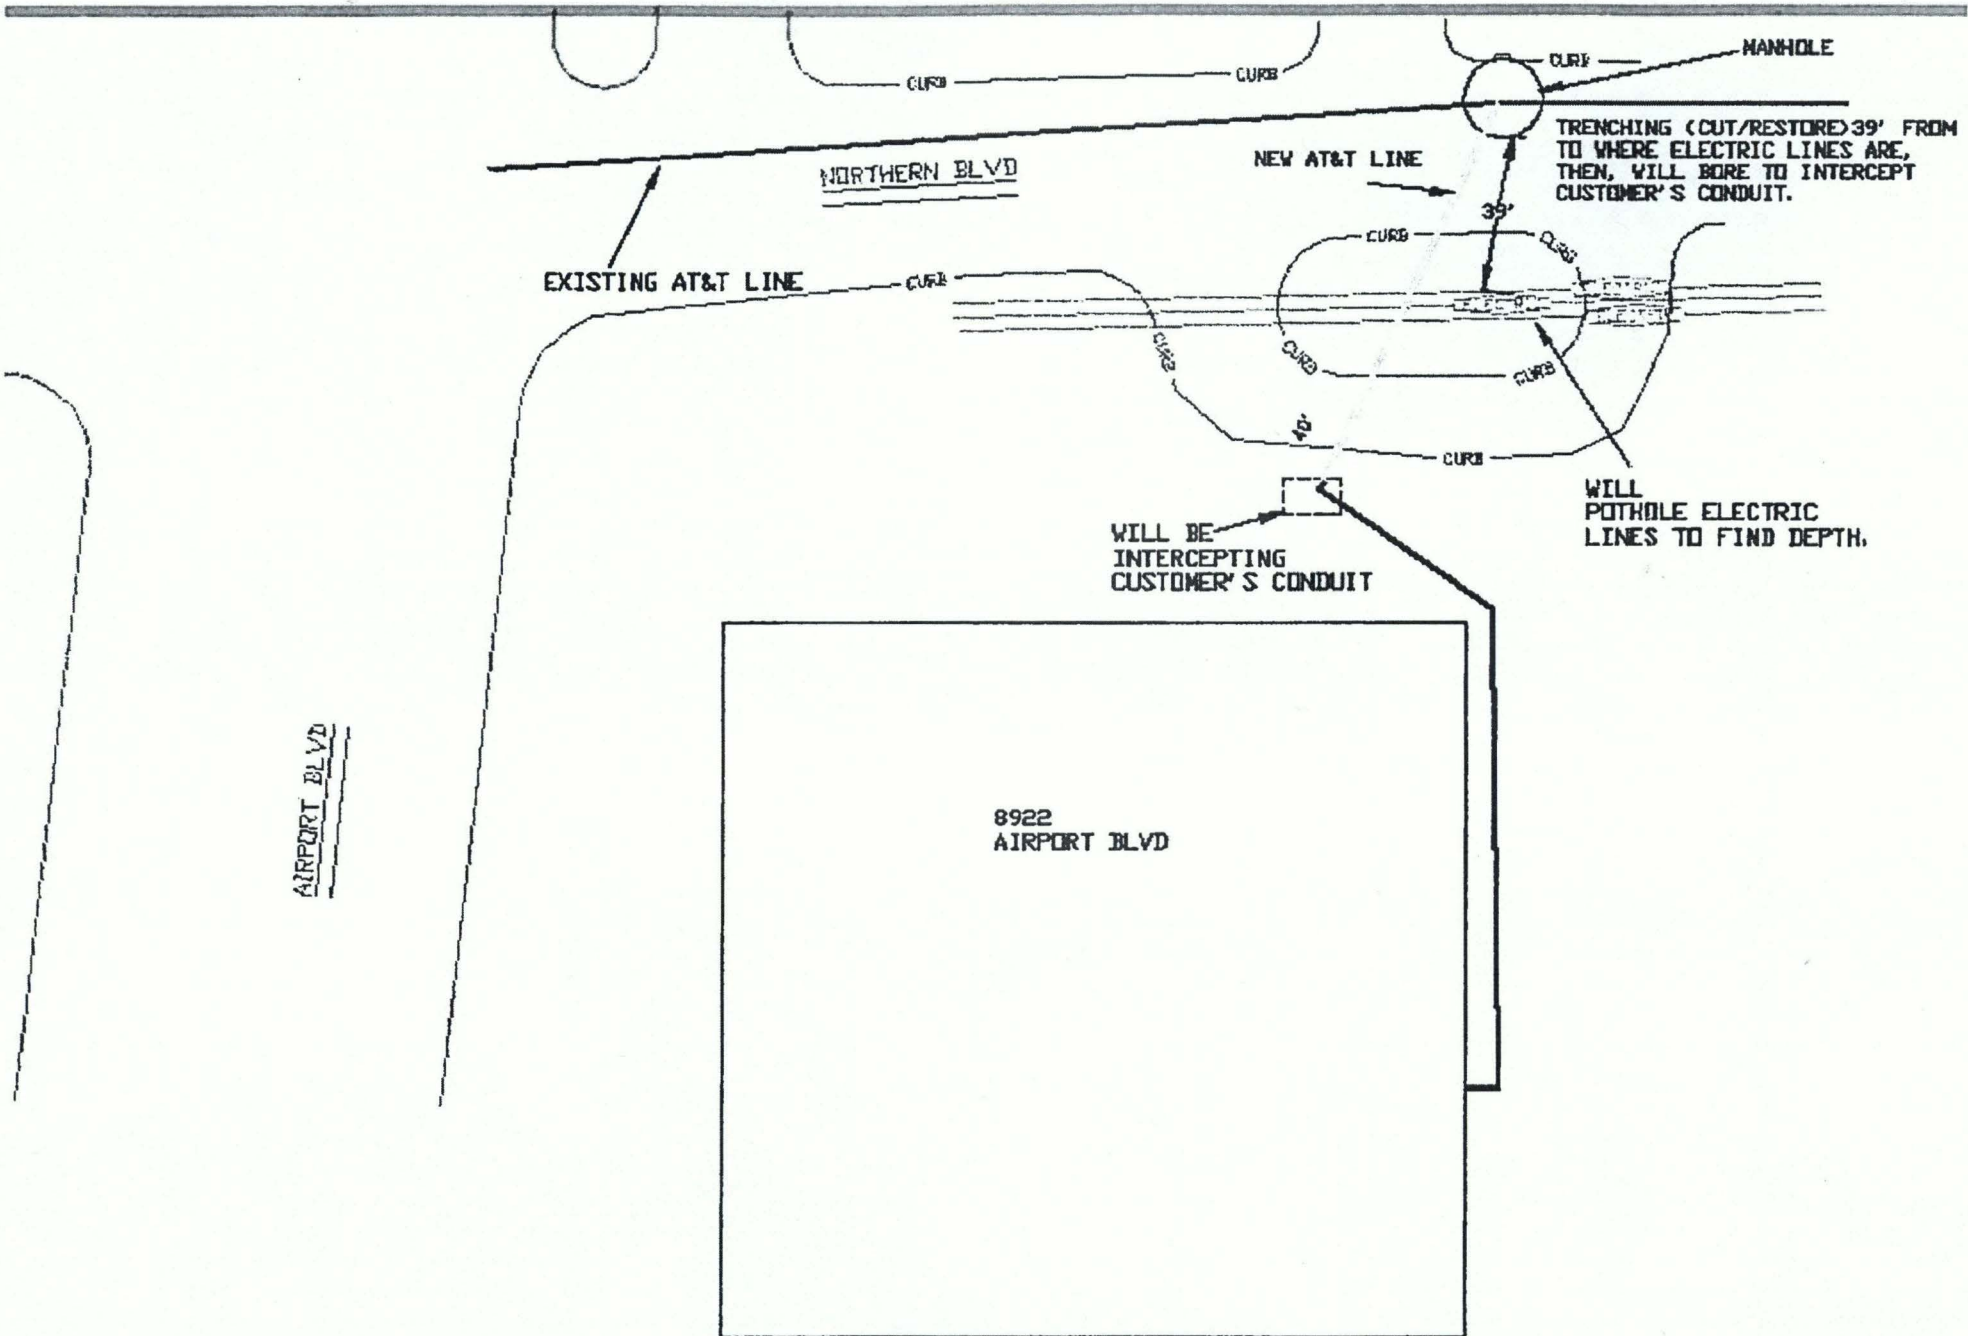 MANHOLE
CURB
CURB
CURB
TRENCHING (CUT/RESTORE)39' FROM
TO WHERE ELECTRIC LINES ARE,
THEN, WILL BORE TO INTERCEPT
CUSTOMER'S CONDUIT.
NEW AT&T LINE
NORTHERN BLVD
39'
CURB
CURB
EXISTING AT&T LINE
CURB
CURB
CURB
CURB
40'
CURB
WILL
POTHOLE ELECTRIC
LINES TO FIND DEPTH.
WILL BE
INTERCEPTING
CUSTOMER'S CONDUIT
AIRPORT BLVD
8922
AIRPORT BLVD